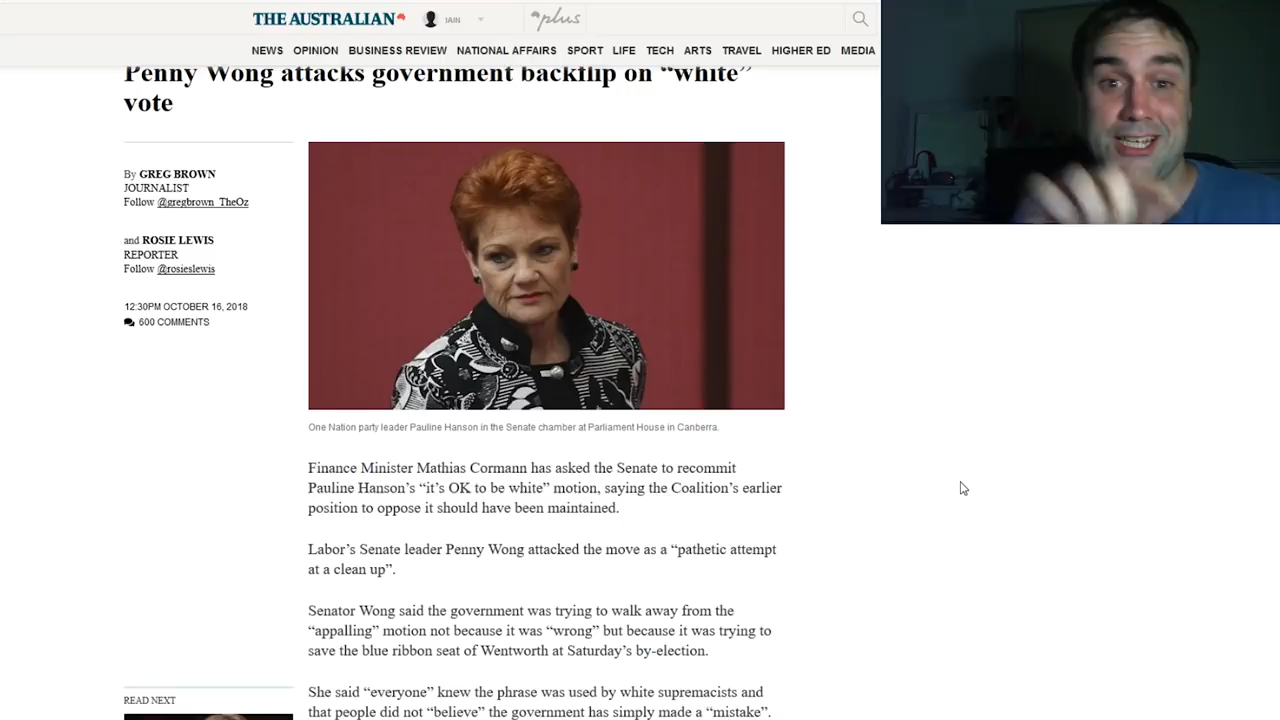 THE AUSTRALIAN
JAIN
plus
NEWS OPINION BUSINESS REVIEW NATIONAL AFFAIRS SPORT LIFE TECH ARTS TRAVEL HIGHER ED MEDIA
Penny Wong attacks government backflip on “white”
vote
By GREG BROWN
JOURNALIST
Follow @gregbrown_TheOz
and ROSIE LEWIS
REPORTER
Follow @rosieslewis
12:30PM OCTOBER 16, 2018
600 COMMENTS
One Nation party leader Pauline Hanson in the Senate chamber at Parliament House in Canberra.
Finance Minister Mathias Cormann has asked the Senate to recommit
Pauline Hanson’s “it’s OK to be white” motion, saying the Coalition’s earlier
position to oppose it should have been maintained.
Labor’s Senate leader Penny Wong attacked the move as a “pathetic attempt
at a clean up”.
Senator Wong said the government was trying to walk away from the
“appalling” motion not because it was “wrong” but because it was trying to
save the blue ribbon seat of Wentworth at Saturday’s by-election.
She said “everyone” knew the phrase was used by white supremacists and
that people did not “believe” the government has simply made a “mistake”.
READ NEXT